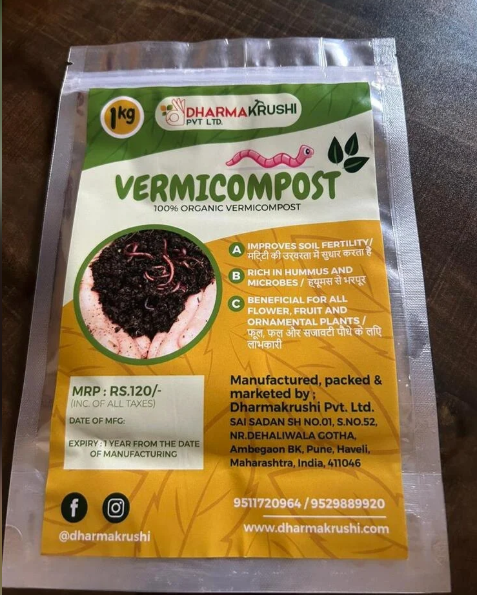 1kg
DHARMAKRUSHI
PVT LTD.
VERMICOMPOST
100% ORGANIC VERMICOMPOST
A IMPROVES SOIL FERTILITY/
मिट्टी की उर्वरता में सुधार करता है
B RICH IN HUMMUS AND
MICROBES / ह्यूमस से भरपूर
C BENEFICIAL FOR ALL
FLOWER, FRUIT AND
ORNAMENTAL PLANTS /
फूल, फल और सजावटी पौधे के लिए
लाभकारी
MRP : RS.120/-
(INC. OF ALL TAXES)
DATE OF MFG:
EXPIRY : 1 YEAR FROM THE DATE
OF MANUFACTURING
Manufactured, packed &
marketed by :
Dharmakrushi Pvt. Ltd.
SAI SADAN SH NO.01, S.NO.52,
NR.DEHALIWALA GOTHA,
Ambegaon BK, Pune, Haveli,
Maharashtra, India, 411046
9511720964 / 9529889920
@dharmakrushi
www.dharmakrushi.com